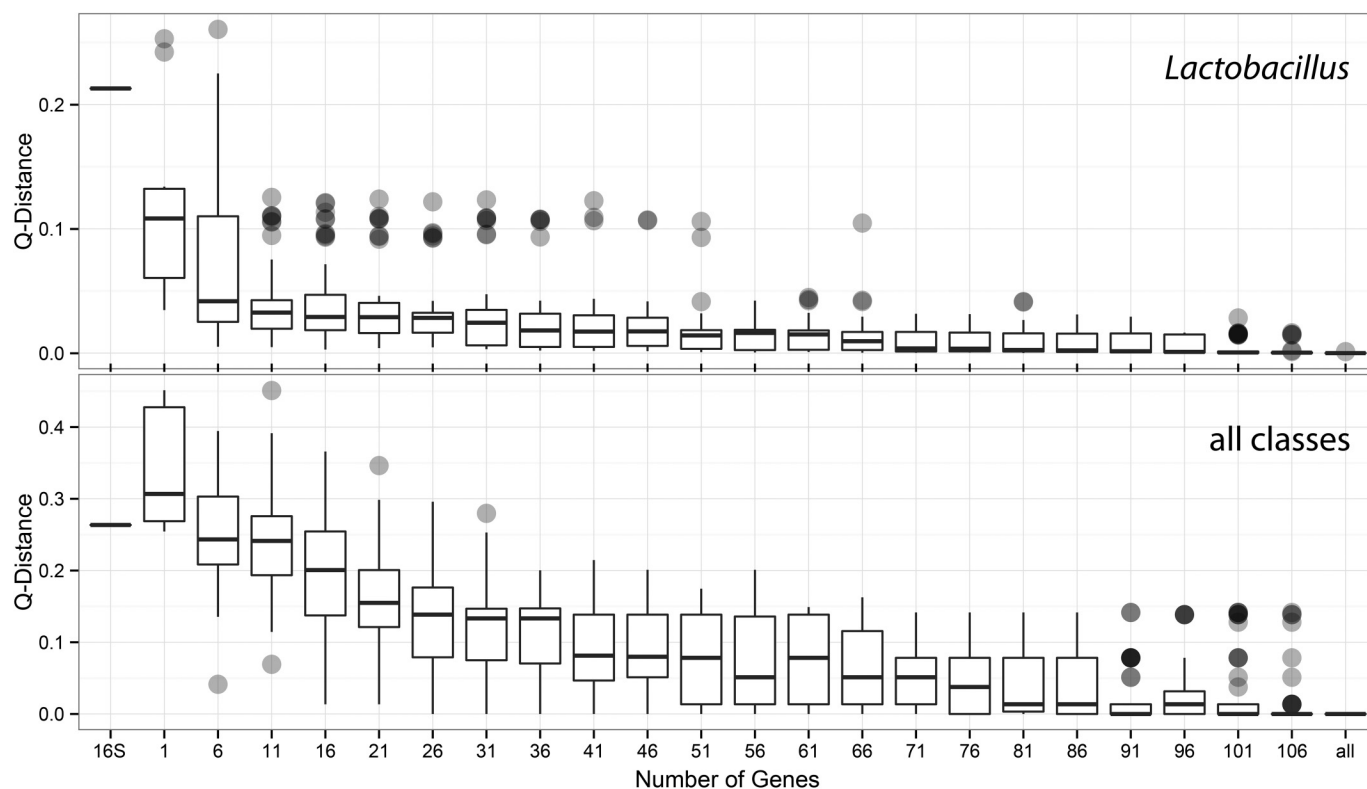 Lactobacillus
Q-Distance
0.2
0.1
0.0
all classes
Q-Distance
0.4
0.3
0.2
0.1
0.0
16S 1 6 11 16 21 26 31 36 41 46 51 56 61 66 71 76 81 86 91 96 101 106 all
Number of Genes